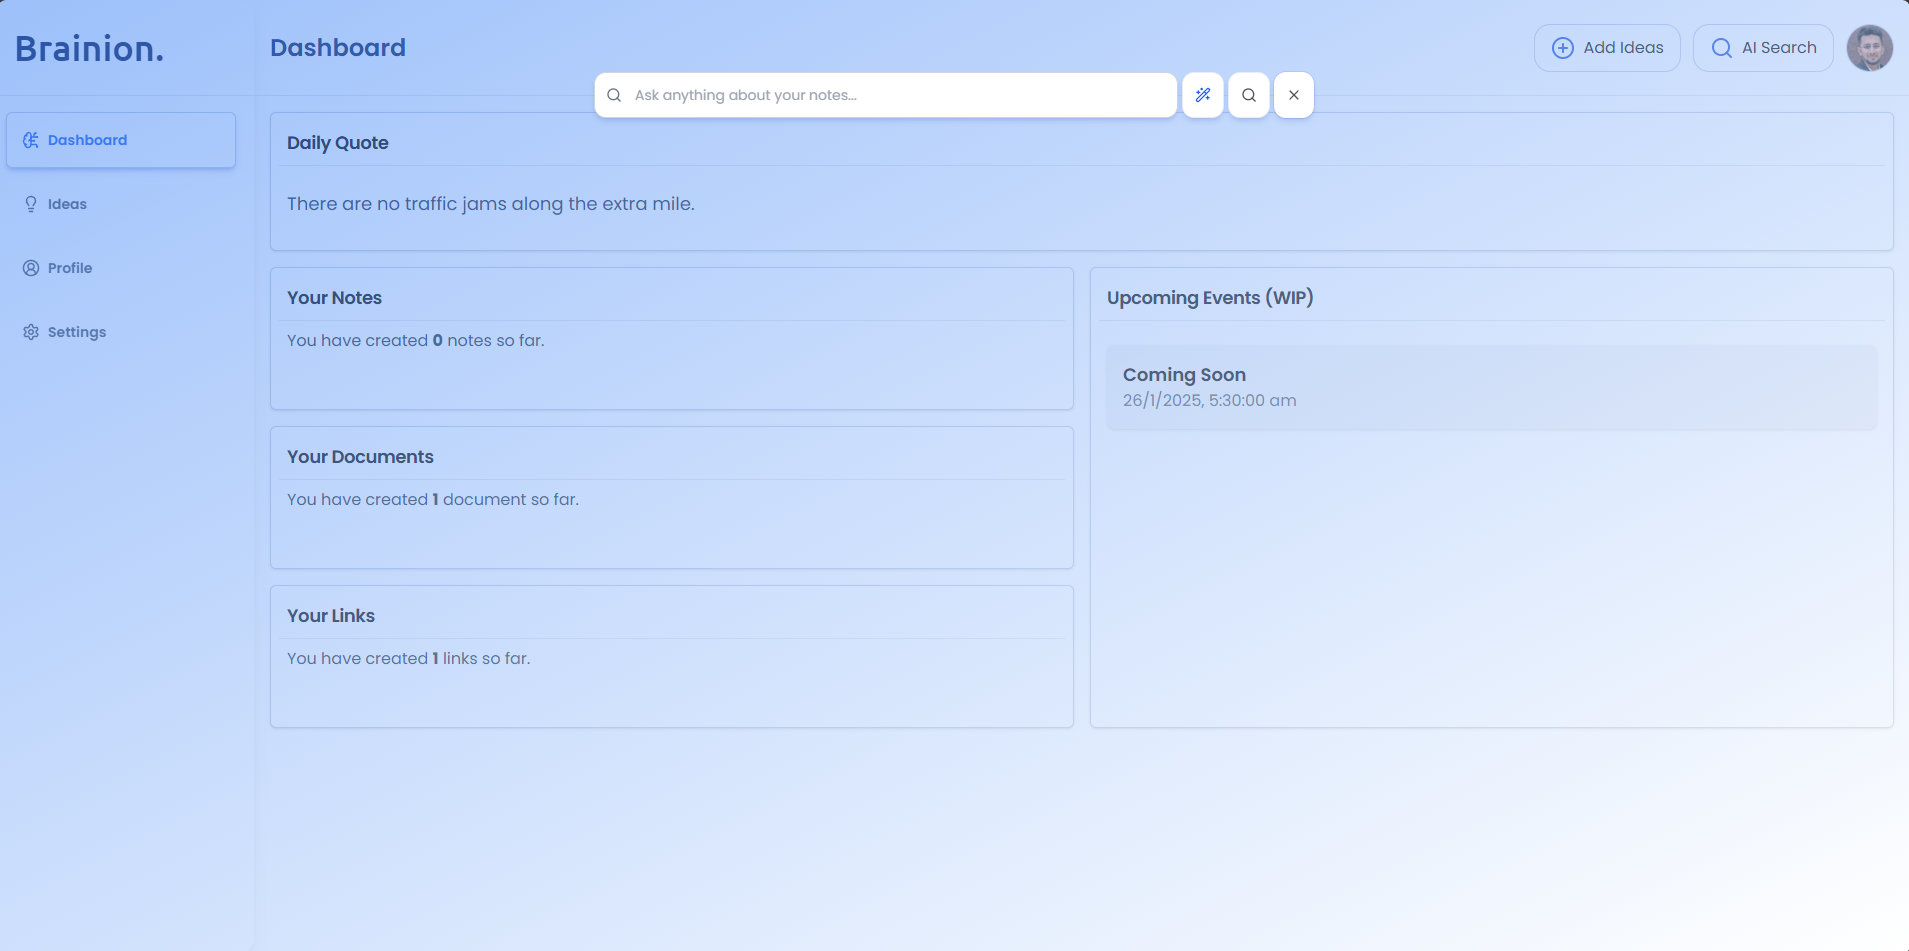 Brainion.
Dashboard
Add Ideas
AI Search
Ask anything about your notes...
Dashboard
Ideas
Profile
Settings
Daily Quote
There are no traffic jams along the extra mile.
Your Notes
You have created 0 notes so far.
Your Documents
You have created 1 document so far.
Your Links
You have created 1 links so far.
Upcoming Events (WIP)
Coming Soon
26/1/2025, 5:30:00 am